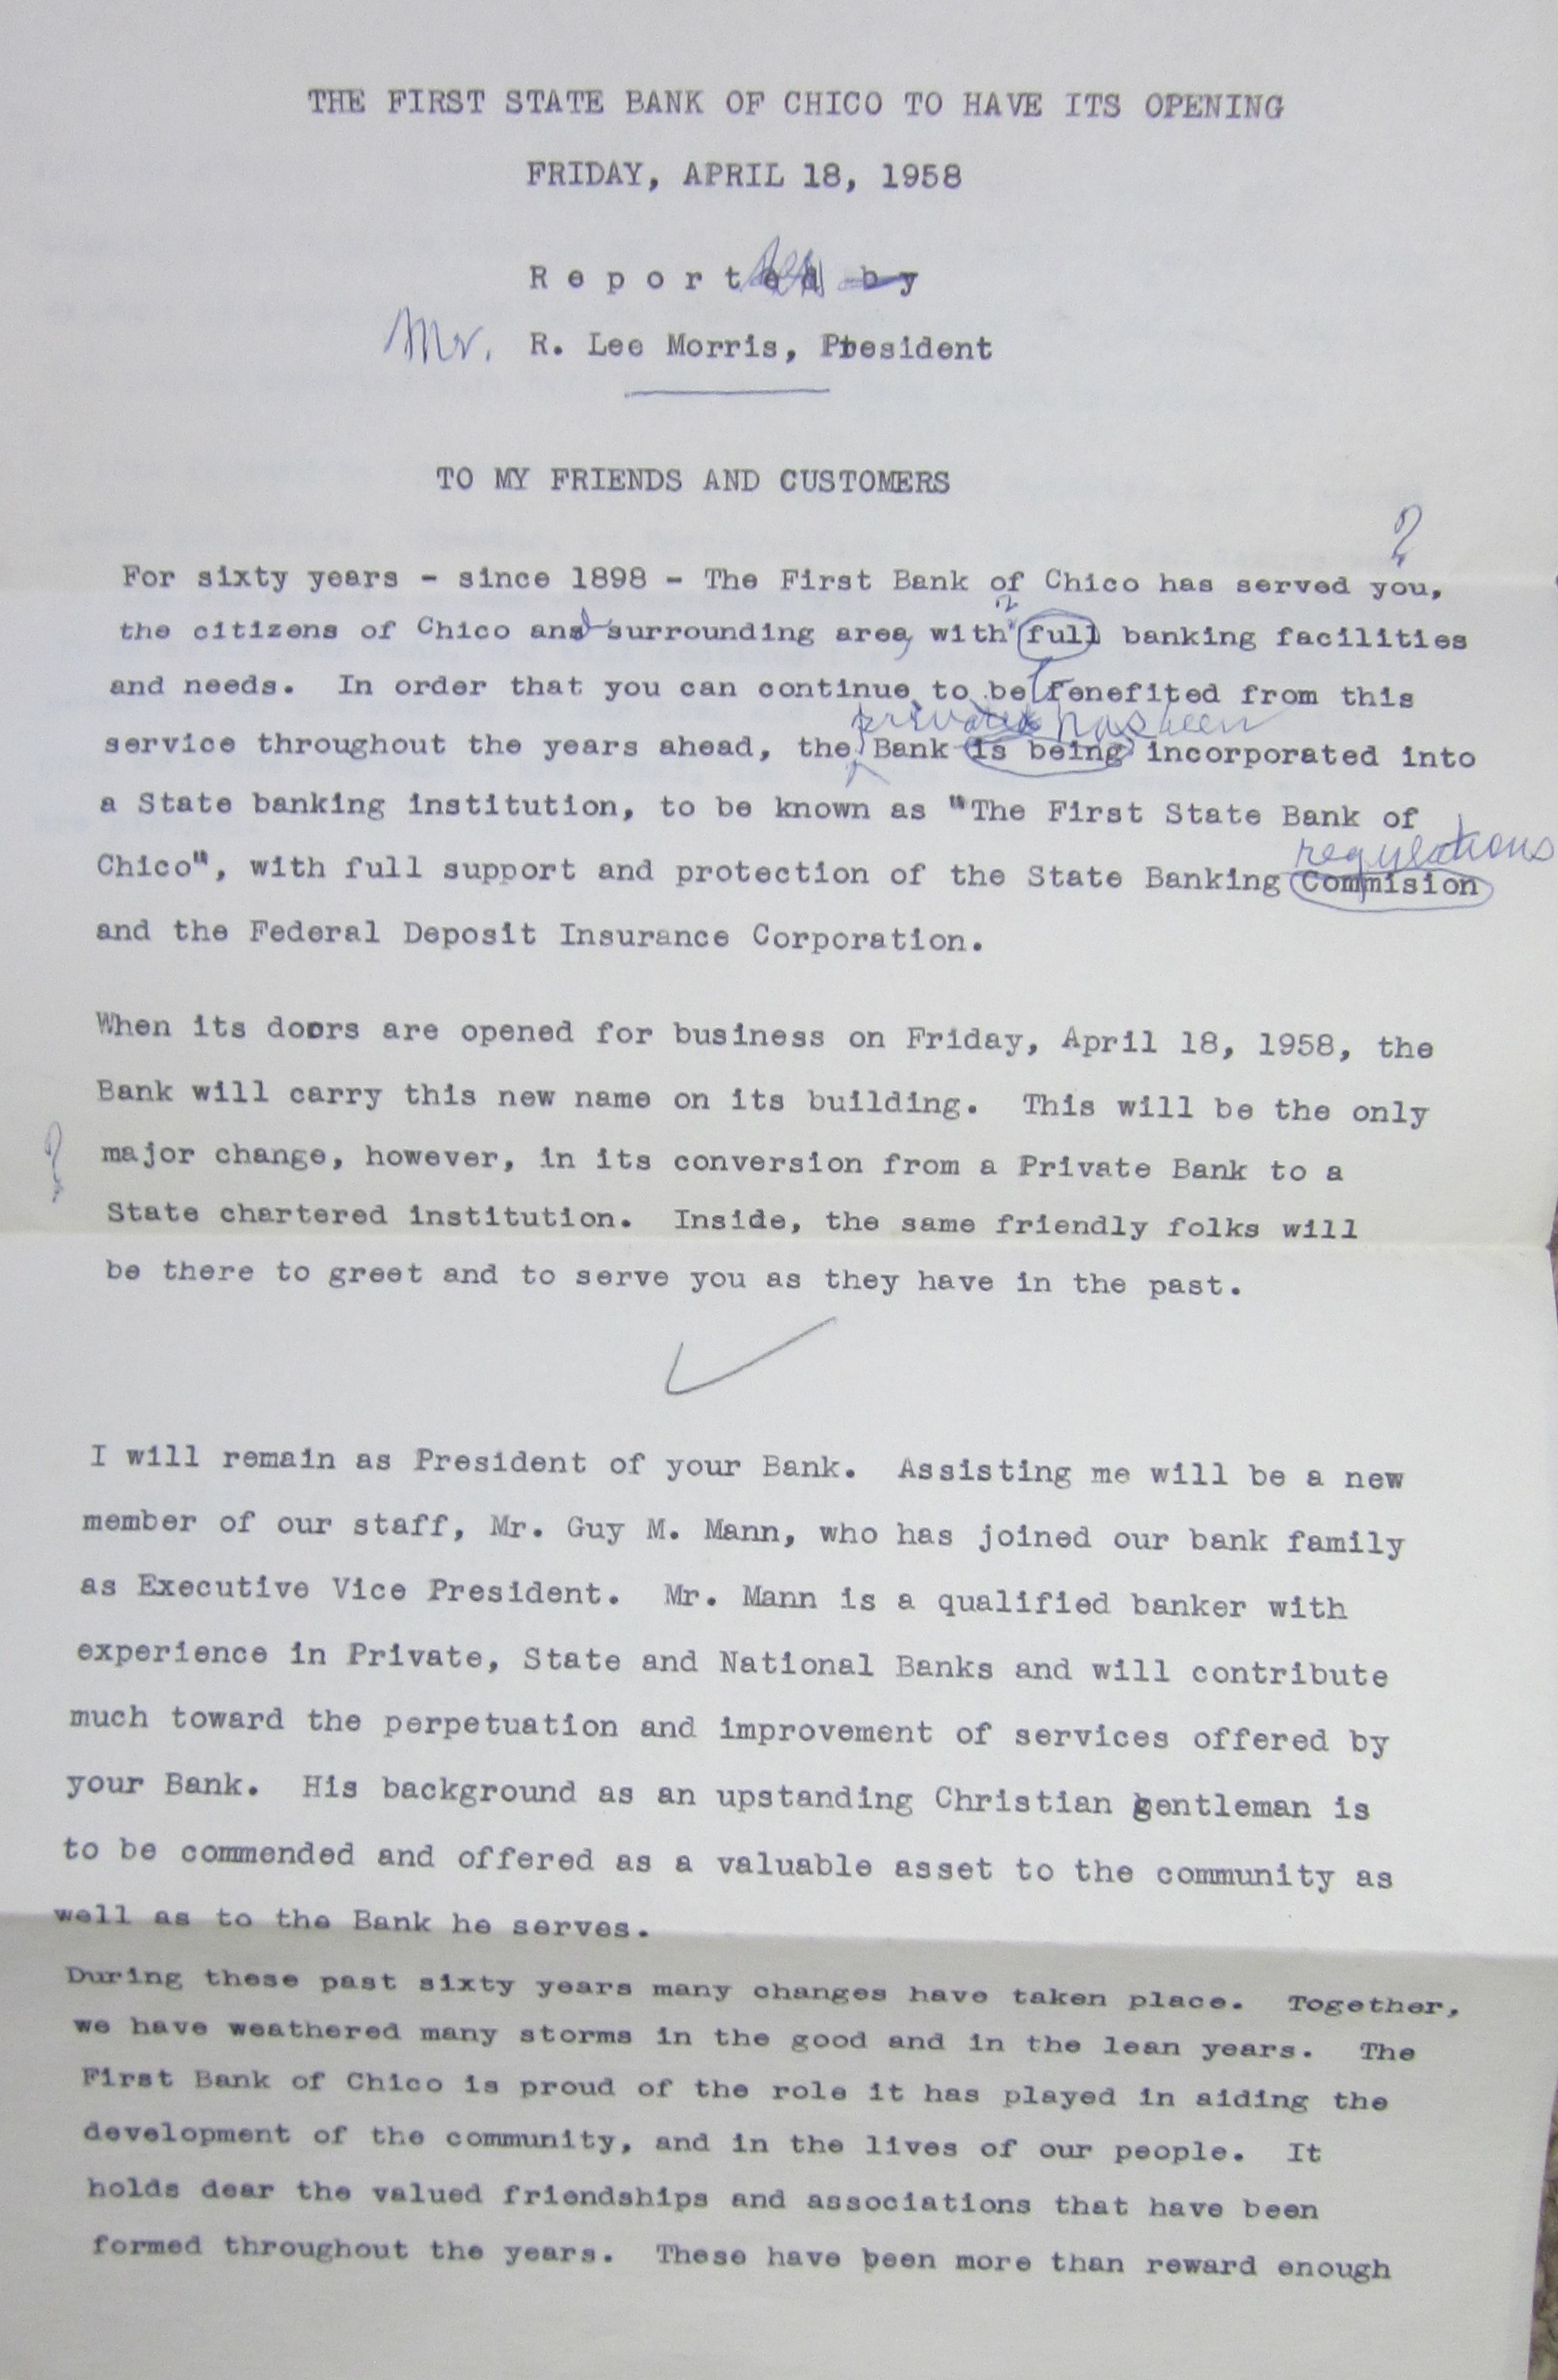 THE FIRST STATE BANK OF CHICO TO HAVE ITS OPENING
FRIDAY, APRIL 18, 1958
R e p o r t e d b y
Mr. R. Lee Morris, President
TO MY FRIENDS AND CUSTOMERS
?
For sixty years - since 1898 - The First Bank of Chico has served you,
?
the citizens of Chico and surrounding area, with full banking facilities
and needs. In order that you can continue to be benefited from this
private has been
service throughout the years ahead, the Bank is being incorporated into
a State banking institution, to be known as "The First State Bank of
regulations
Chico", with full support and protection of the State Banking Commision
and the Federal Deposit Insurance Corporation.
When its doors are opened for business on Friday, April 18, 1958, the
Bank will carry this new name on its building. This will be the only
? major change, however, in its conversion from a Private Bank to a
State chartered institution. Inside, the same friendly folks will
be there to greet and to serve you as they have in the past.
I will remain as President of your Bank. Assisting me will be a new
member of our staff, Mr. Guy M. Mann, who has joined our bank family
as Executive Vice President. Mr. Mann is a qualified banker with
experience in Private, State and National Banks and will contribute
much toward the perpetuation and improvement of services offered by
your Bank. His background as an upstanding Christian gentleman is
to be commended and offered as a valuable asset to the community as
well as to the Bank he serves.
During these past sixty years many changes have taken place. Together,
we have weathered many storms in the good and in the lean years. The
First Bank of Chico is proud of the role it has played in aiding the
development of the community, and in the lives of our people. It
holds dear the valued friendships and associations that have been
formed throughout the years. These have been more than reward enough